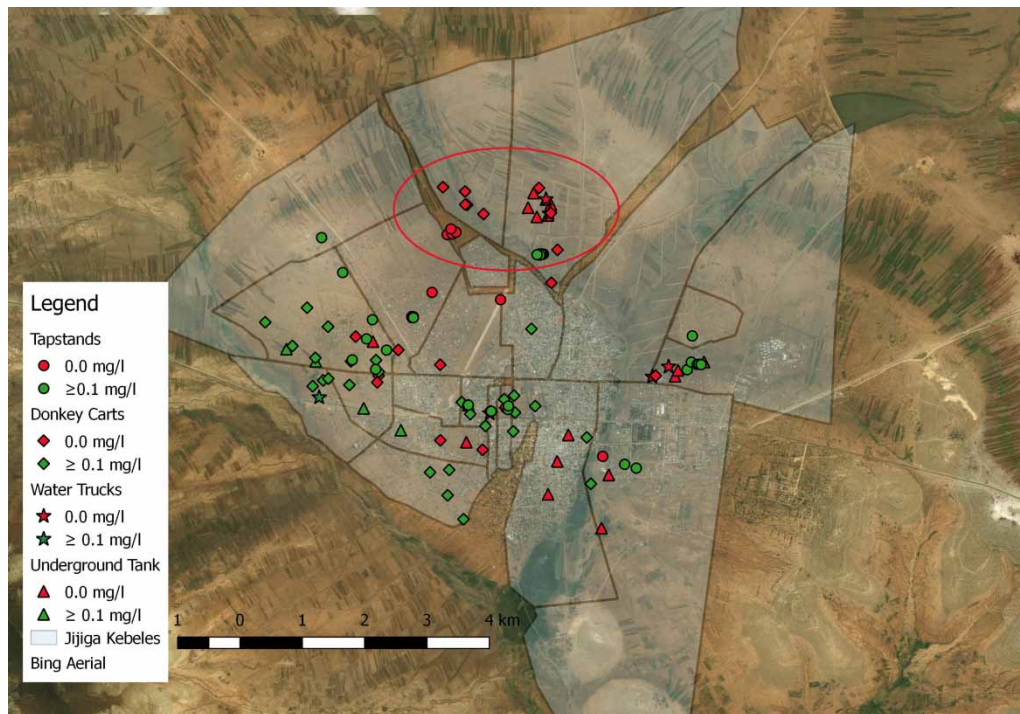 Legend
Tapstands
0.0 mg/l
≥0.1 mg/l
Donkey Carts
0.0 mg/l
≥ 0.1 mg/l
Water Trucks
0.0 mg/l
≥ 0.1 mg/l
Underground Tank
0.0 mg/l
≥ 0.1 mg/l
Jijiga Kebeles
Bing Aerial
1 0 1 2 3 4 km